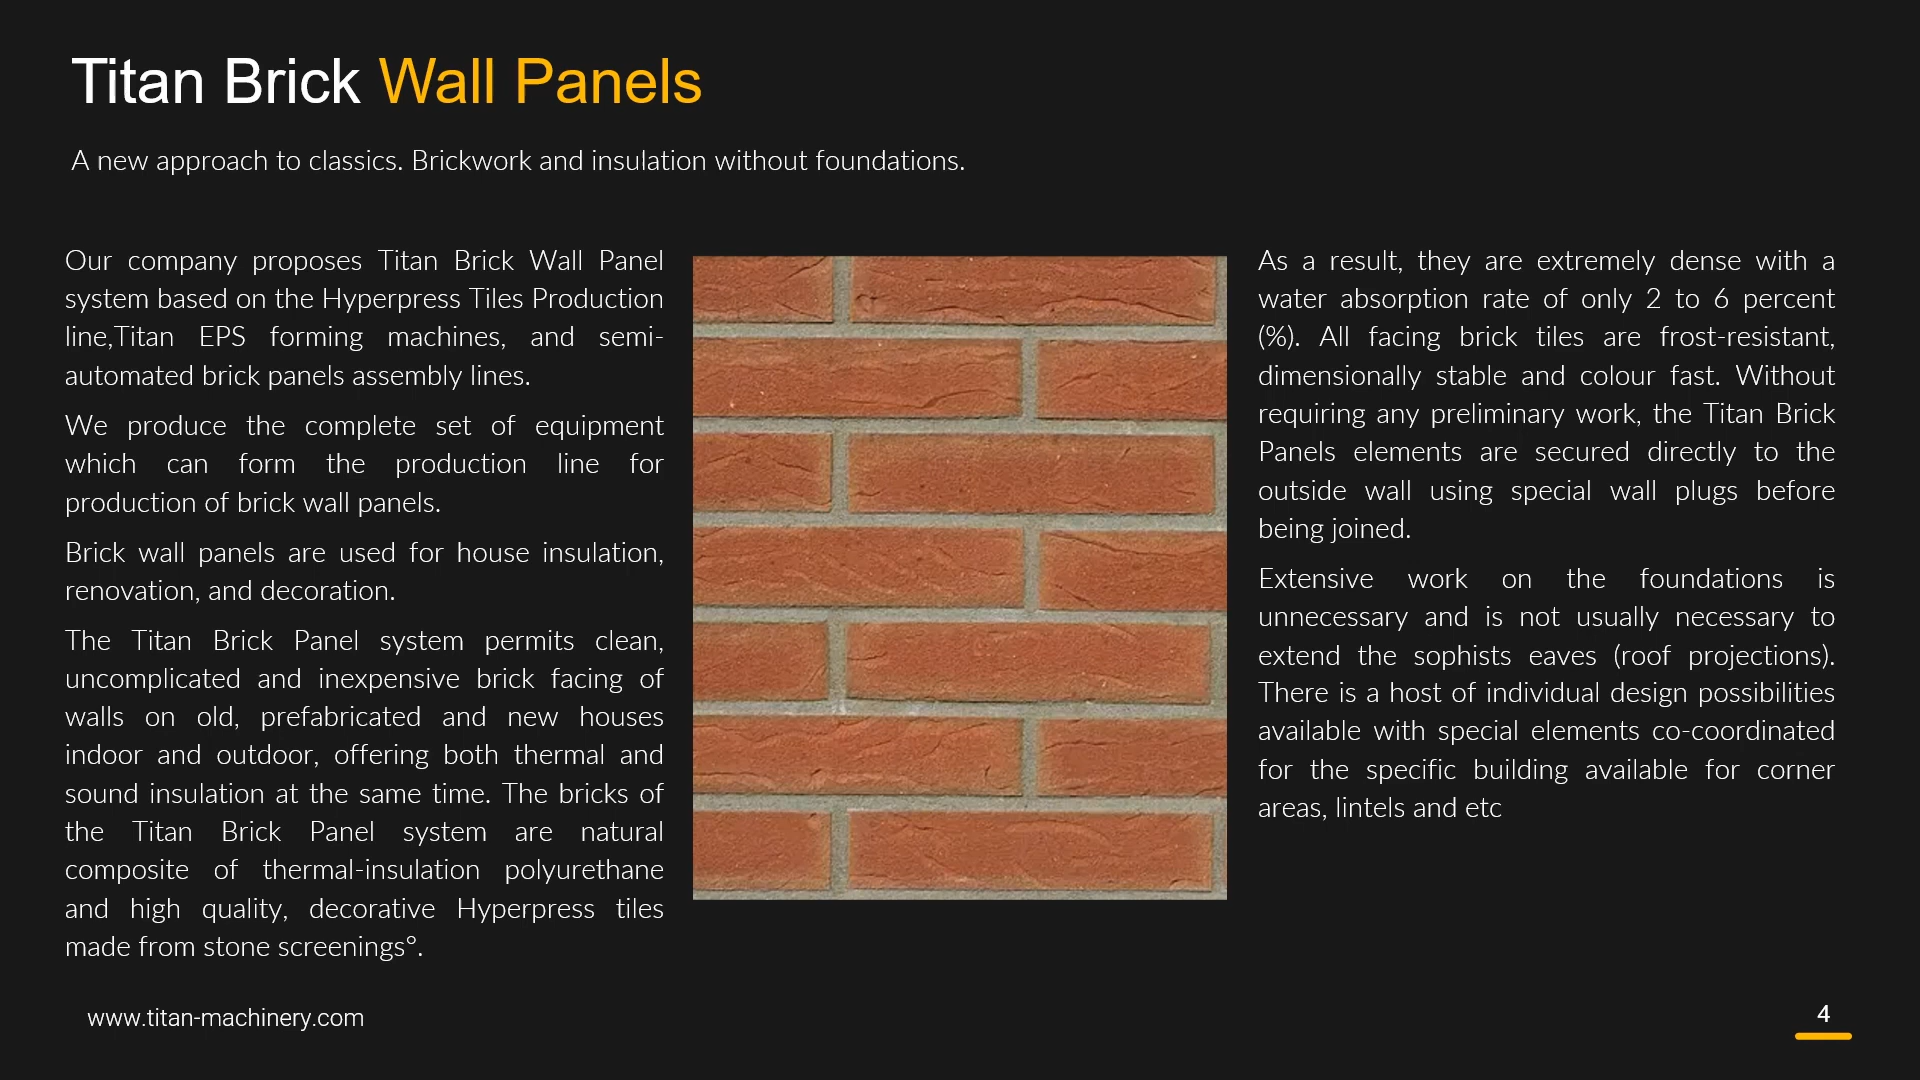 Titan Brick Wall Panels
A new approach to classics. Brickwork and insulation without foundations.
Our company proposes Titan Brick Wall Panel
system based on the Hyperpress Tiles Production
line,Titan EPS forming machines, and semi-
automated brick panels assembly lines.
We produce the complete set of equipment
which can form the production line for
production of brick wall panels.
Brick wall panels are used for house insulation,
renovation, and decoration.
The Titan Brick Panel system permits clean,
uncomplicated and inexpensive brick facing of
walls on old, prefabricated and new houses
indoor and outdoor, offering both thermal and
sound insulation at the same time. The bricks of
the Titan Brick Panel system are natural
composite of thermal-insulation polyurethane
and high quality, decorative Hyperpress tiles
made from stone screenings°.
As a result, they are extremely dense with a
water absorption rate of only 2 to 6 percent
(%). All facing brick tiles are frost-resistant,
dimensionally stable and colour fast. Without
requiring any preliminary work, the Titan Brick
Panels elements are secured directly to the
outside wall using special wall plugs before
being joined.
Extensive work on the foundations is
unnecessary and is not usually necessary to
extend the sophists eaves (roof projections).
There is a host of individual design possibilities
available with special elements co-coordinated
for the specific building available for corner
areas, lintels and etc
www.titan-machinery.com
4